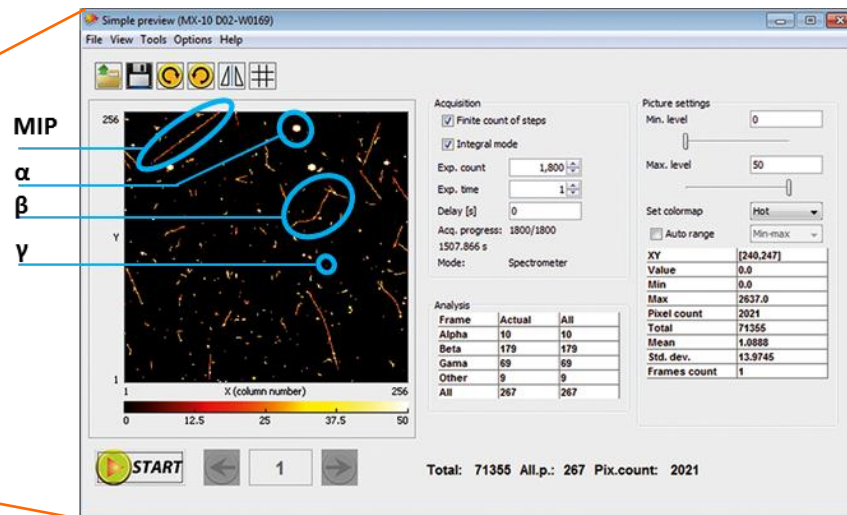 Simple preview (MX-10 D02-W0169)
File View Tools Options Help
MIP
α
β
γ
256
Y
1
1 X (column number) 256
0 12.5 25 37.5 50
Acquisition
Finite count of steps
Integral mode
Exp. count 1,800
Exp. time 1
Delay [s] 0
Acq. progress: 1800/1800
1507.866 s
Mode: Spectrometer
Analysis
Frame Actual All
Alpha 10 10
Beta 179 179
Gama 69 69
Other 9 9
All 267 267
Picture settings
Min. level 0
Max. level 50
Set colormap Hot
Auto range Min-max
XY [240,247]
Value 0.0
Min 0.0
Max 2637.0
Pixel count 2021
Total 71355
Mean 1.0888
Std. dev. 13.9745
Frames count 1
START 1
Total: 71355 All.p.: 267 Pix.count: 2021